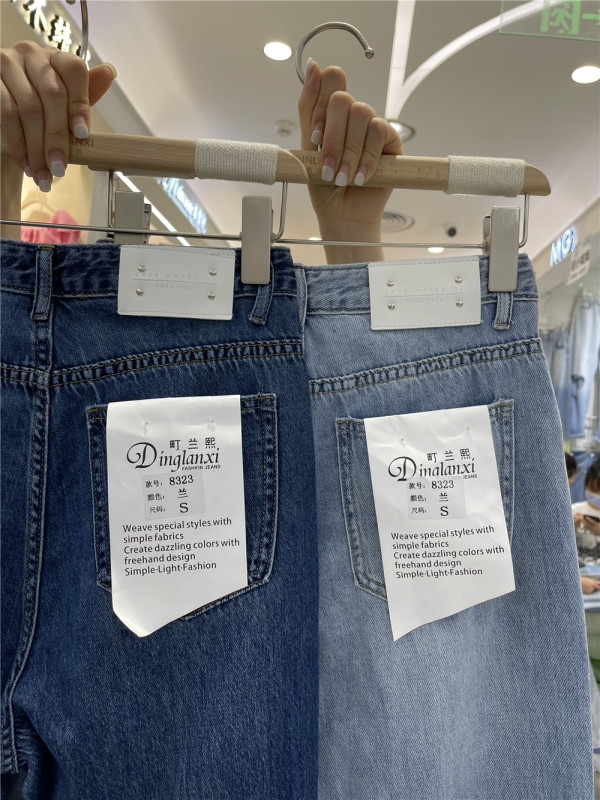 町兰熙
Dinglanxi
FASHION JEANS
款号: 8323
颜色: 兰
尺码: S
Weave special styles with
simple fabrics
Create dazzling colors with
freehand design
Simple-Light-Fashion
町兰熙
Dinglanxi
款号: 8323
颜色: 兰
尺码: S
Weave special styles with
simple fabrics
Create dazzling colors with
freehand design
Simple-Light-Fashion